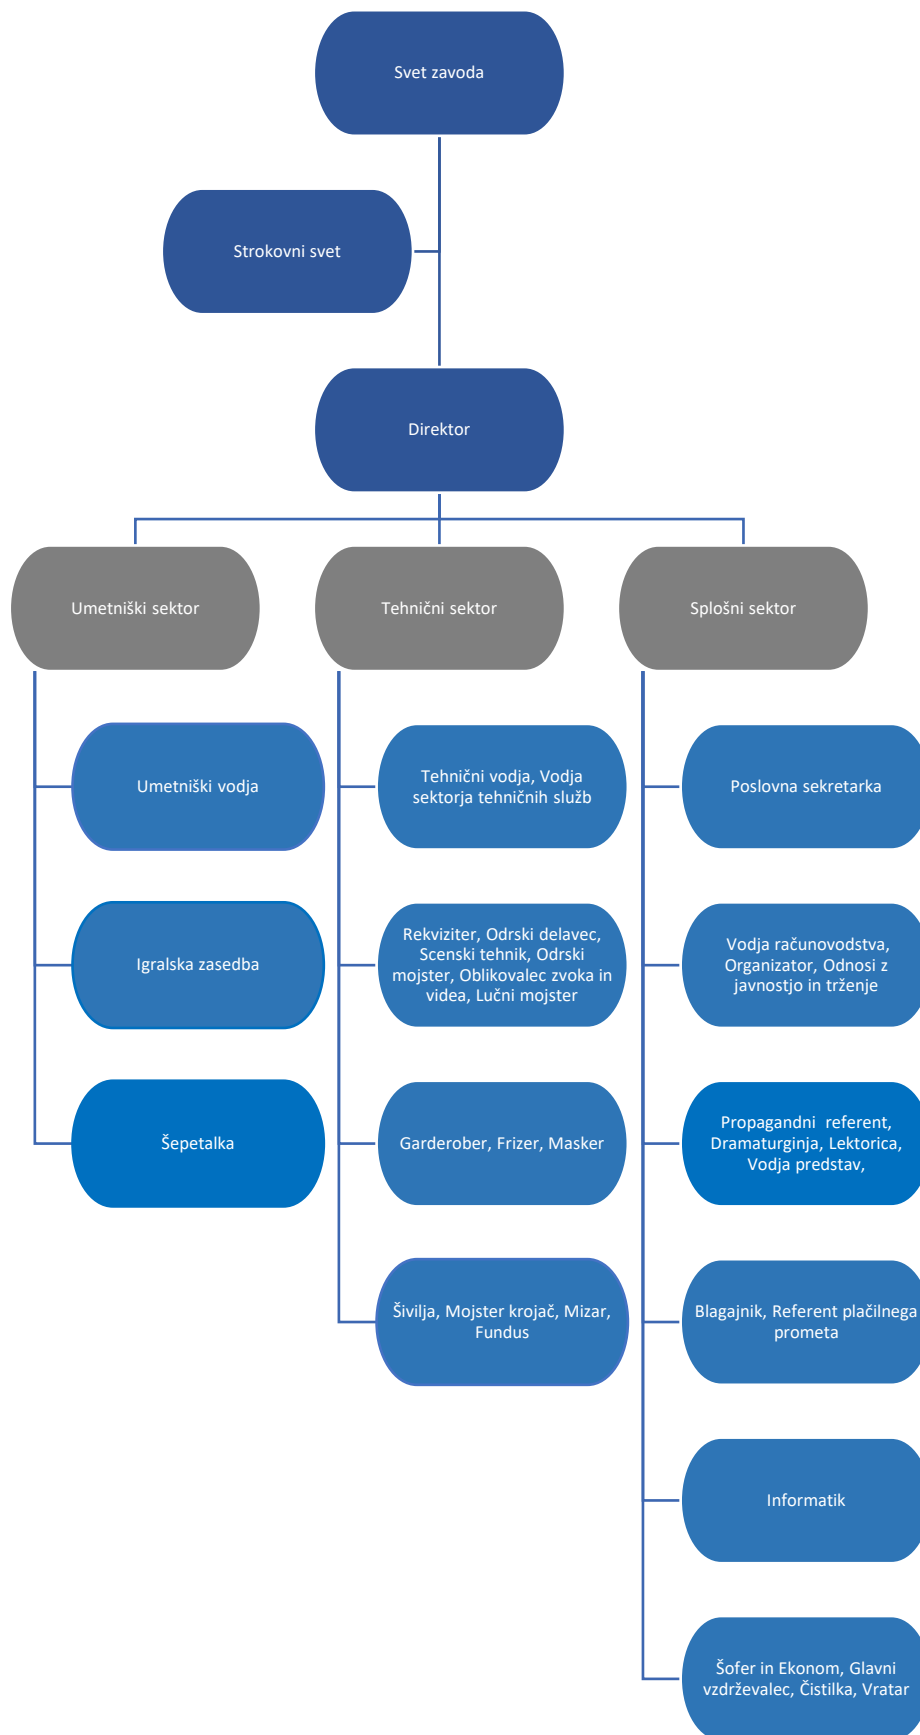 Svet zavoda
Strokovni svet
Direktor
Umetniški sektor
Tehnični sektor
Splošni sektor
Umetniški vodja
Tehnični vodja, Vodja
sektorja tehničnih služb
Poslovna sekretarka
Igralska zasedba
Rekviziter, Odrski delavec,
Scenski tehnik, Odrski
mojster, Oblikovalec zvoka in
videa, Lučni mojster
Vodja računovodstva,
Organizator, Odnosi z
javnostjo in trženje
Šepetalka
Garderober, Frizer, Masker
Propagandni  referent,
Dramaturginja, Lektorica,
Vodja predstav,
Šivilja, Mojster krojač, Mizar,
Fundus
Blagajnik, Referent plačilnega
prometa
Informatik
Šofer in Ekonom, Glavni
vzdrževalec, Čistilka, Vratar